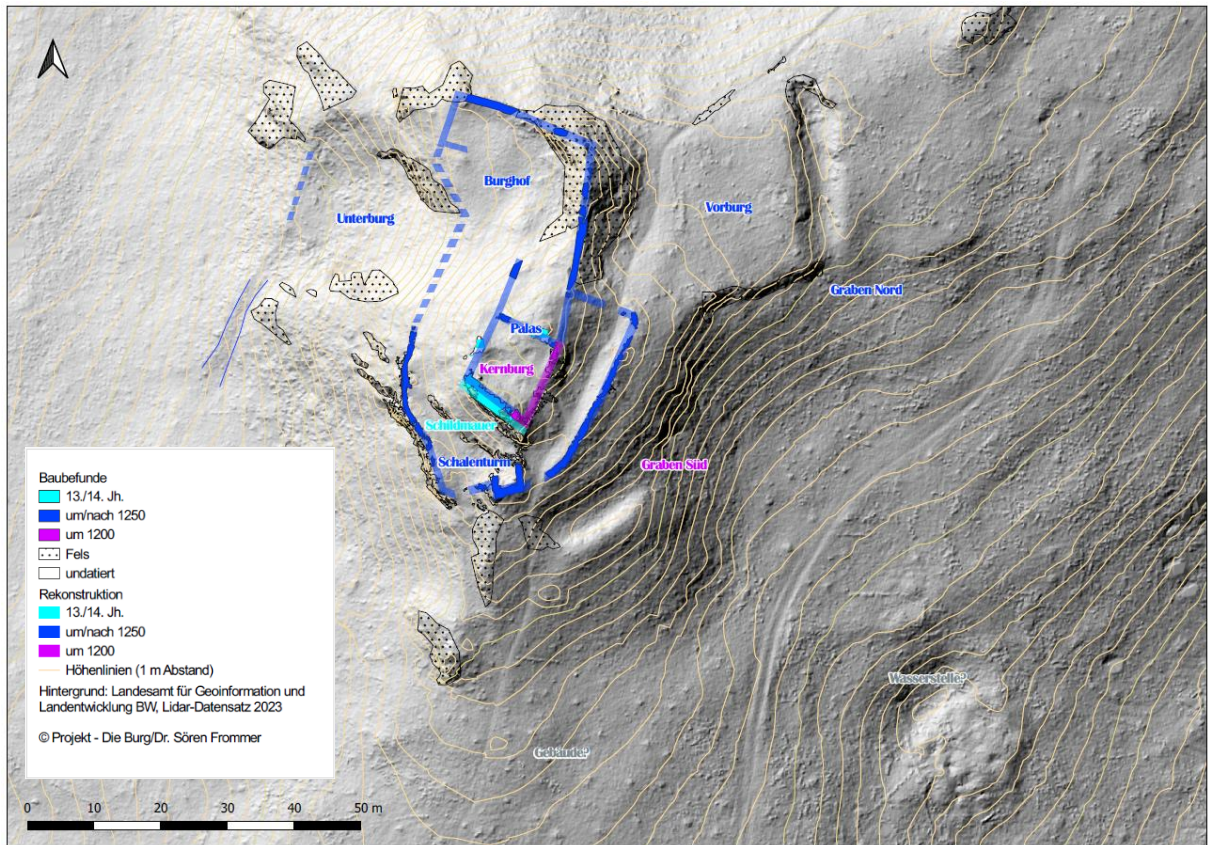 Burghof
Vorburg
Unterburg
Graben Nord
Palas
Kernburg
Schildmauer
Schalenturm
Graben Süd
Wasserstelle?
Gebäude?
Baubefunde
13./14. Jh.
um/nach 1250
um 1200
Fels
undatiert
Rekonstruktion
13./14. Jh.
um/nach 1250
um 1200
Höhenlinien (1 m Abstand)
Hintergrund: Landesamt für Geoinformation und
Landentwicklung BW, Lidar-Datensatz 2023
© Projekt - Die Burg/Dr. Sören Frommer
0 10 20 30 40 50 m